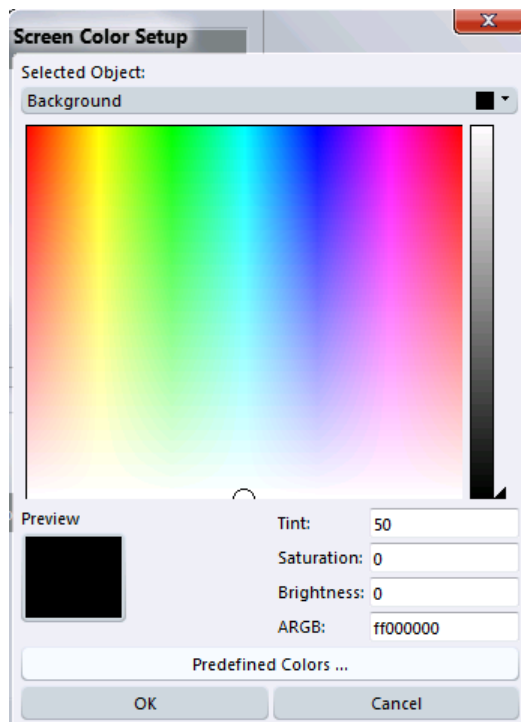 Screen Color Setup
Selected Object:
Background
Preview
Tint: 50
Saturation: 0
Brightness: 0
ARGB: ff000000
Predefined Colors ...
OK Cancel